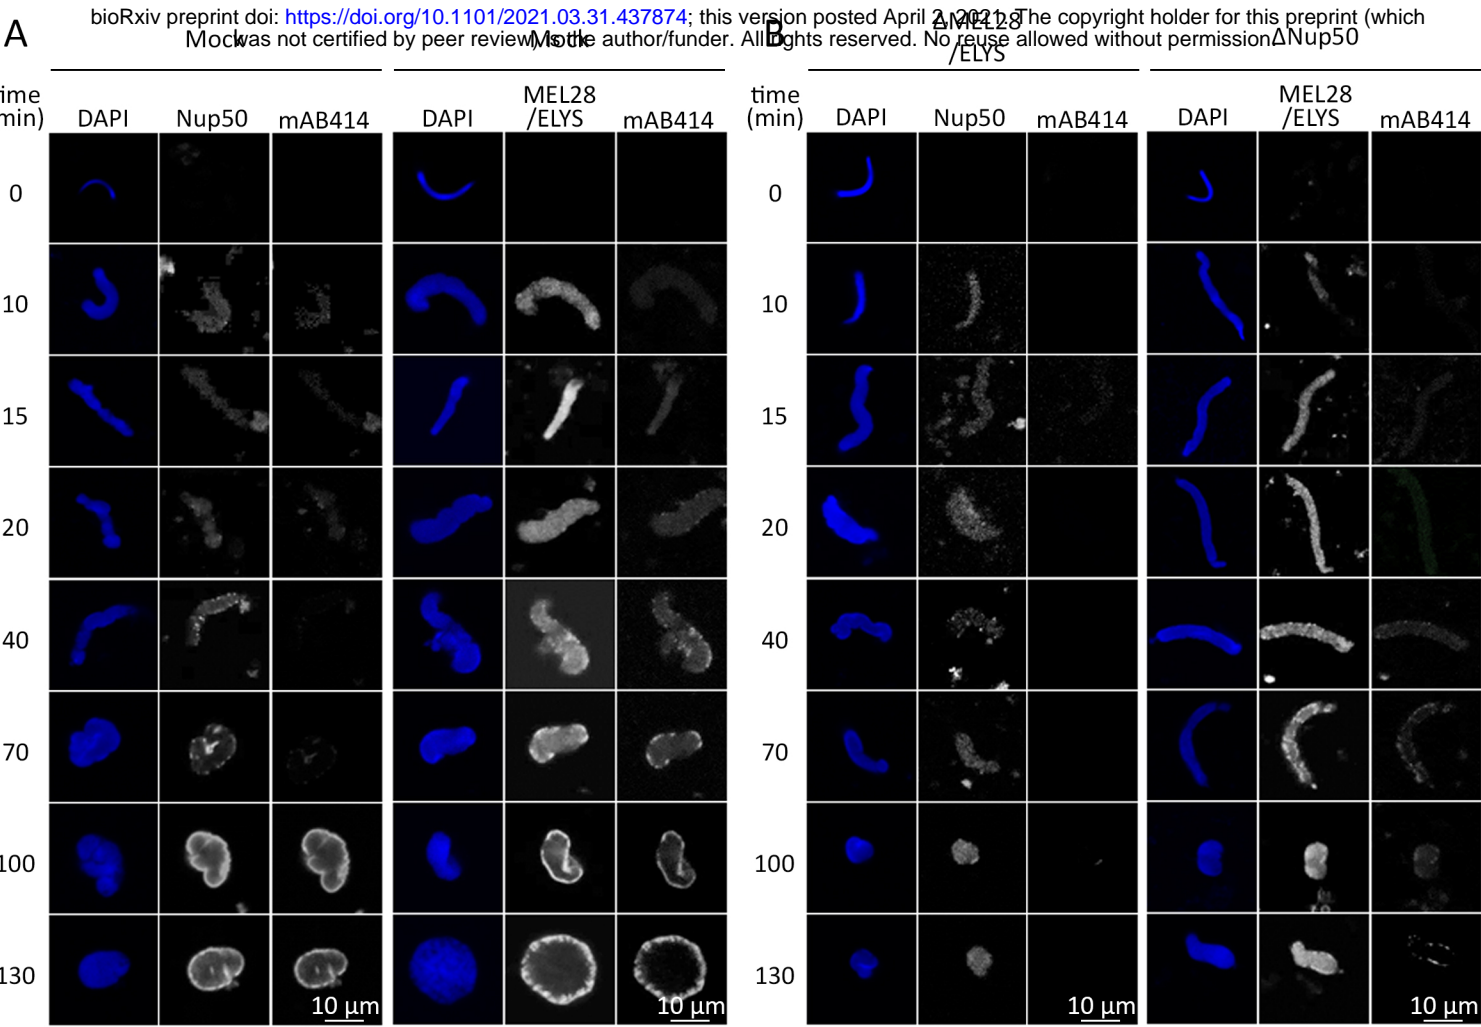 bioRxiv preprint doi: https://doi.org/10.1101/2021.03.31.437874; this version posted April 2, 2021. The copyright holder for this preprint (which
was not certified by peer review) is the author/funder. All rights reserved. No reuse allowed without permission.
A
Mock
Mock
B
ΔMEL28
/ELYS
ΔNup50
time
(min)
DAPI
Nup50
mAB414
DAPI
MEL28
/ELYS
mAB414
time
(min)
DAPI
Nup50
mAB414
DAPI
MEL28
/ELYS
mAB414
0
0
10
10
15
15
20
20
40
40
70
70
100
100
130
130
10 µm
10 µm
10 µm
10 µm